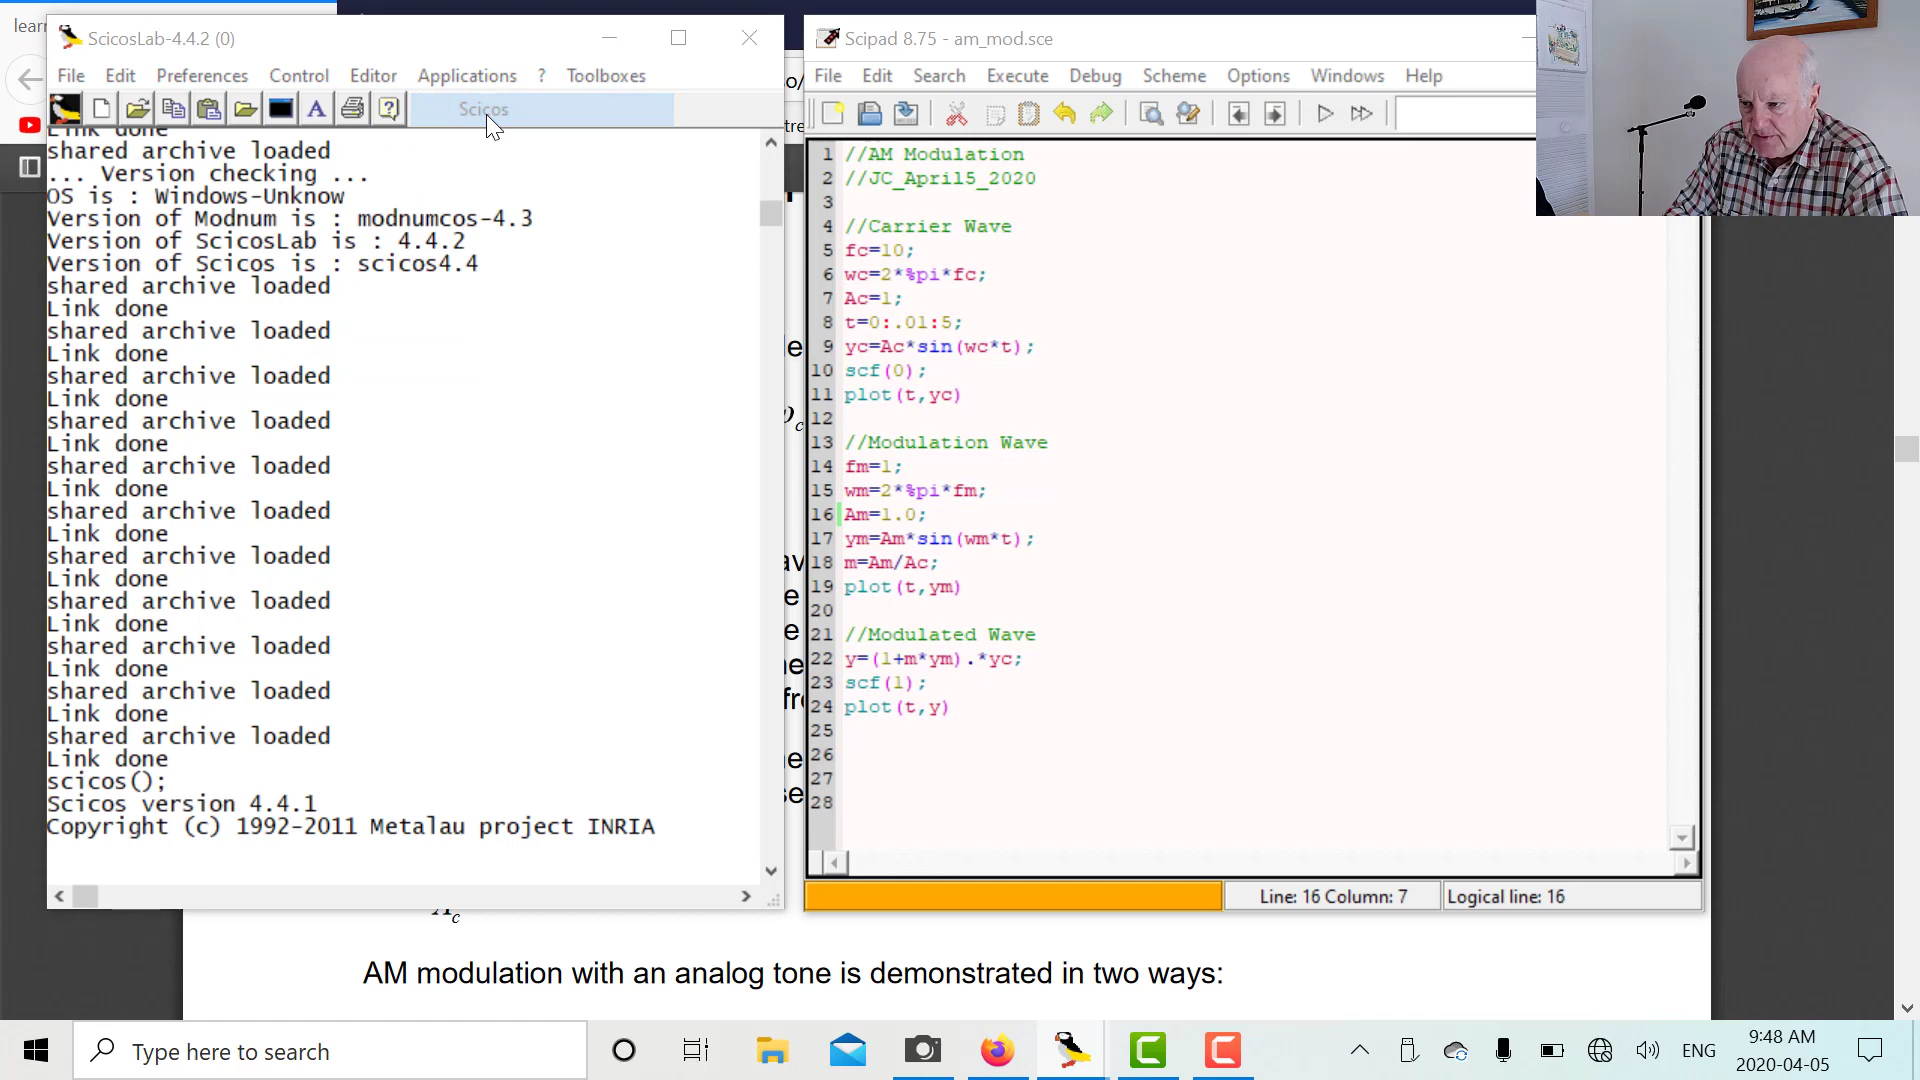 learn
ScicosLab-4.4.2 (0)
File Edit Preferences Control Editor Applications ? Toolboxes
Scicos
Link done
shared archive loaded
... Version checking ...
OS is : Windows-Unknow
Version of Modnum is : modnumcos-4.3
Version of ScicosLab is : 4.4.2
Version of Scicos is : scicos4.4
shared archive loaded
Link done
shared archive loaded
Link done
shared archive loaded
Link done
shared archive loaded
Link done
shared archive loaded
Link done
shared archive loaded
Link done
shared archive loaded
Link done
shared archive loaded
Link done
shared archive loaded
Link done
shared archive loaded
Link done
shared archive loaded
Link done
scicos();
Scicos version 4.4.1
Copyright (c) 1992-2011 Metalau project INRIA
Scipad 8.75 - am_mod.sce
File Edit Search Execute Debug Scheme Options Windows Help
1 //AM Modulation
2 //JC_April5_2020
3
4 //Carrier Wave
5 fc=10;
6 wc=2*%pi*fc;
7 Ac=1;
8 t=0:.01:5;
9 yc=Ac*sin(wc*t);
10 scf(0);
11 plot(t,yc)
12
13 //Modulation Wave
14 fm=1;
15 wm=2*%pi*fm;
16 Am=1.0;
17 ym=Am*sin(wm*t);
18 m=Am/Ac;
19 plot(t,ym)
20
21 //Modulated Wave
22 y=(1+m*ym).*yc;
23 scf(1);
24 plot(t,y)
25
26
27
28
Line: 16 Column: 7 Logical line: 16
AM modulation with an analog tone is demonstrated in two ways:
Type here to search
ENG
9:48 AM
2020-04-05